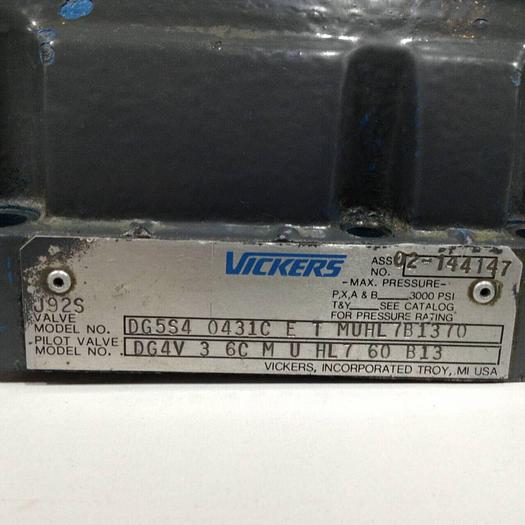 VICKERS
ASS 02-144147
NO.
-MAX. PRESSURE-
P,X,A & B 3000 PSI
T&Y SEE CATALOG
FOR PRESSURE RATING
J92S
VALVE
MODEL NO. DG5S4 0431C E T MUHL7B1370
PILOT VALVE
MODEL NO. DG4V 3 6C M U HL7 60 B13
VICKERS, INCORPORATED TROY, MI USA